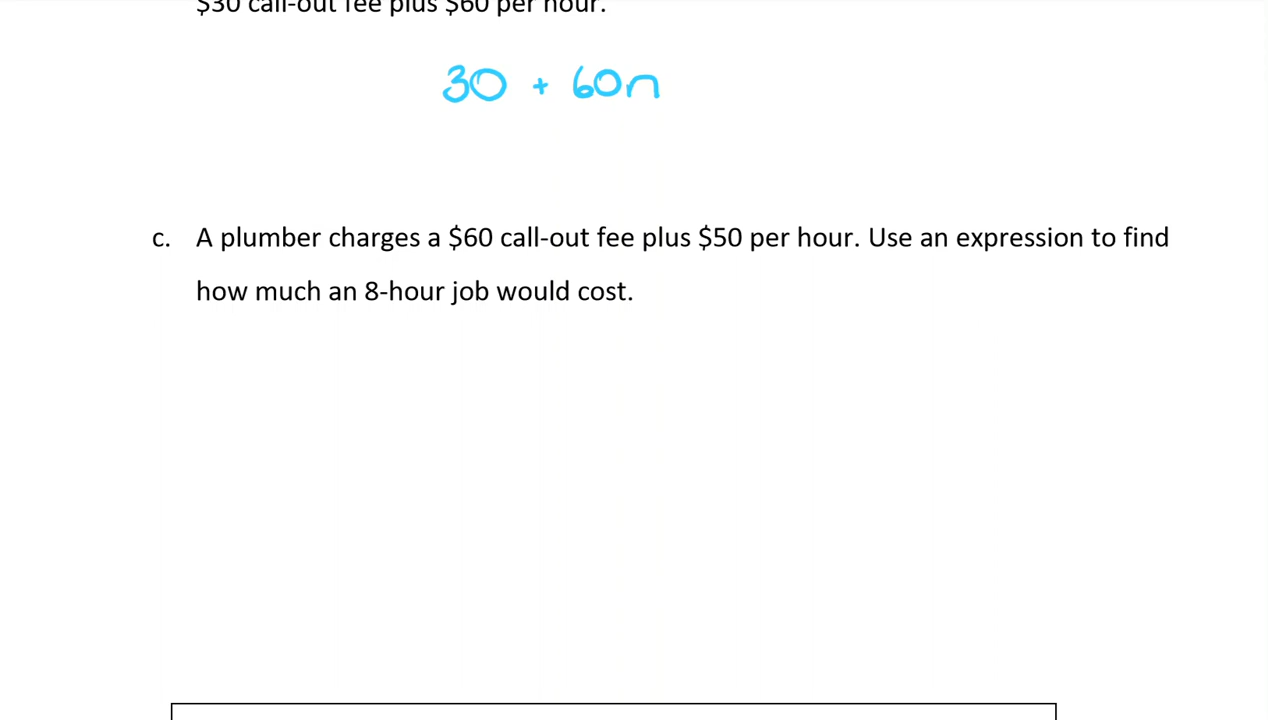 $30 call-out fee plus $60 per hour.
30 + 60n
c. A plumber charges a $60 call-out fee plus $50 per hour. Use an expression to find
how much an 8-hour job would cost.